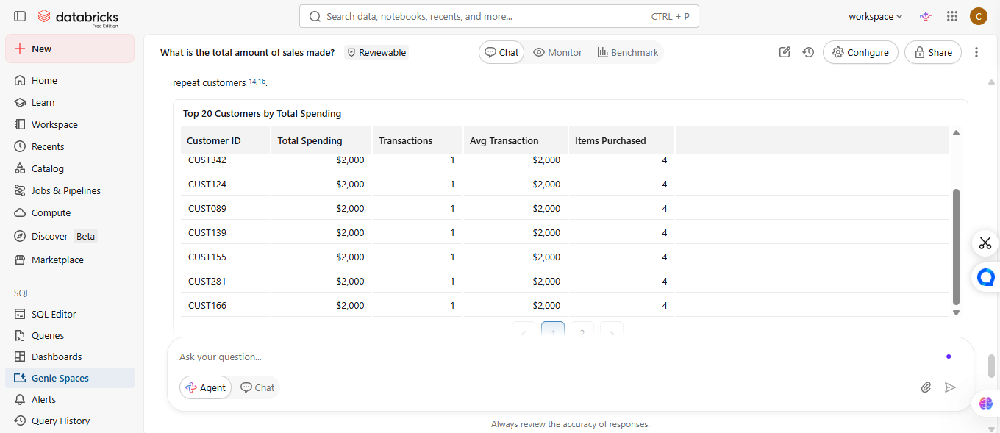 databricks
Free Edition
Search data, notebooks, recents, and more...
CTRL + P
workspace
C
New
Home
Learn
Workspace
Recents
Catalog
Jobs & Pipelines
Compute
Discover Beta
Marketplace
SQL
SQL Editor
Queries
Dashboards
Genie Spaces
Alerts
Query History
What is the total amount of sales made? Reviewable
Chat Monitor Benchmark
Configure Share
repeat customers 14,16.
Top 20 Customers by Total Spending
Customer ID Total Spending Transactions Avg Transaction Items Purchased
CUST342 $2,000 1 $2,000 4
CUST124 $2,000 1 $2,000 4
CUST089 $2,000 1 $2,000 4
CUST139 $2,000 1 $2,000 4
CUST155 $2,000 1 $2,000 4
CUST281 $2,000 1 $2,000 4
CUST166 $2,000 1 $2,000 4
< 1 2 >
Ask your question...
Agent Chat
Always review the accuracy of responses.